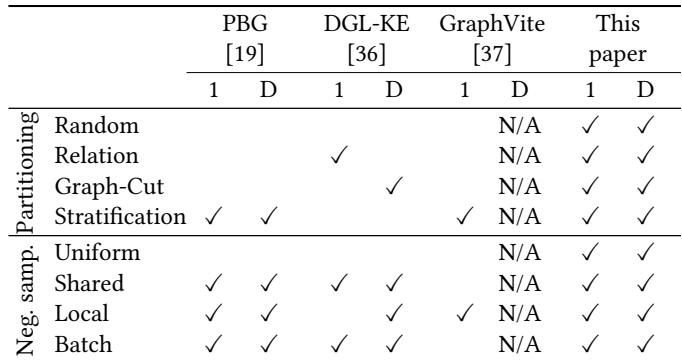 PBG DGL-KE GraphVite This
[19] [36] [37] paper
1 D 1 D 1 D 1 D
Partitioning
Random N/A ✓ ✓
Relation ✓ N/A ✓ ✓
Graph-Cut ✓ N/A ✓ ✓
Stratification ✓ ✓ ✓ N/A ✓ ✓
Neg. samp.
Uniform N/A ✓ ✓
Shared ✓ ✓ ✓ ✓ N/A ✓ ✓
Local ✓ ✓ ✓ ✓ N/A ✓ ✓
Batch ✓ ✓ ✓ ✓ N/A ✓ ✓